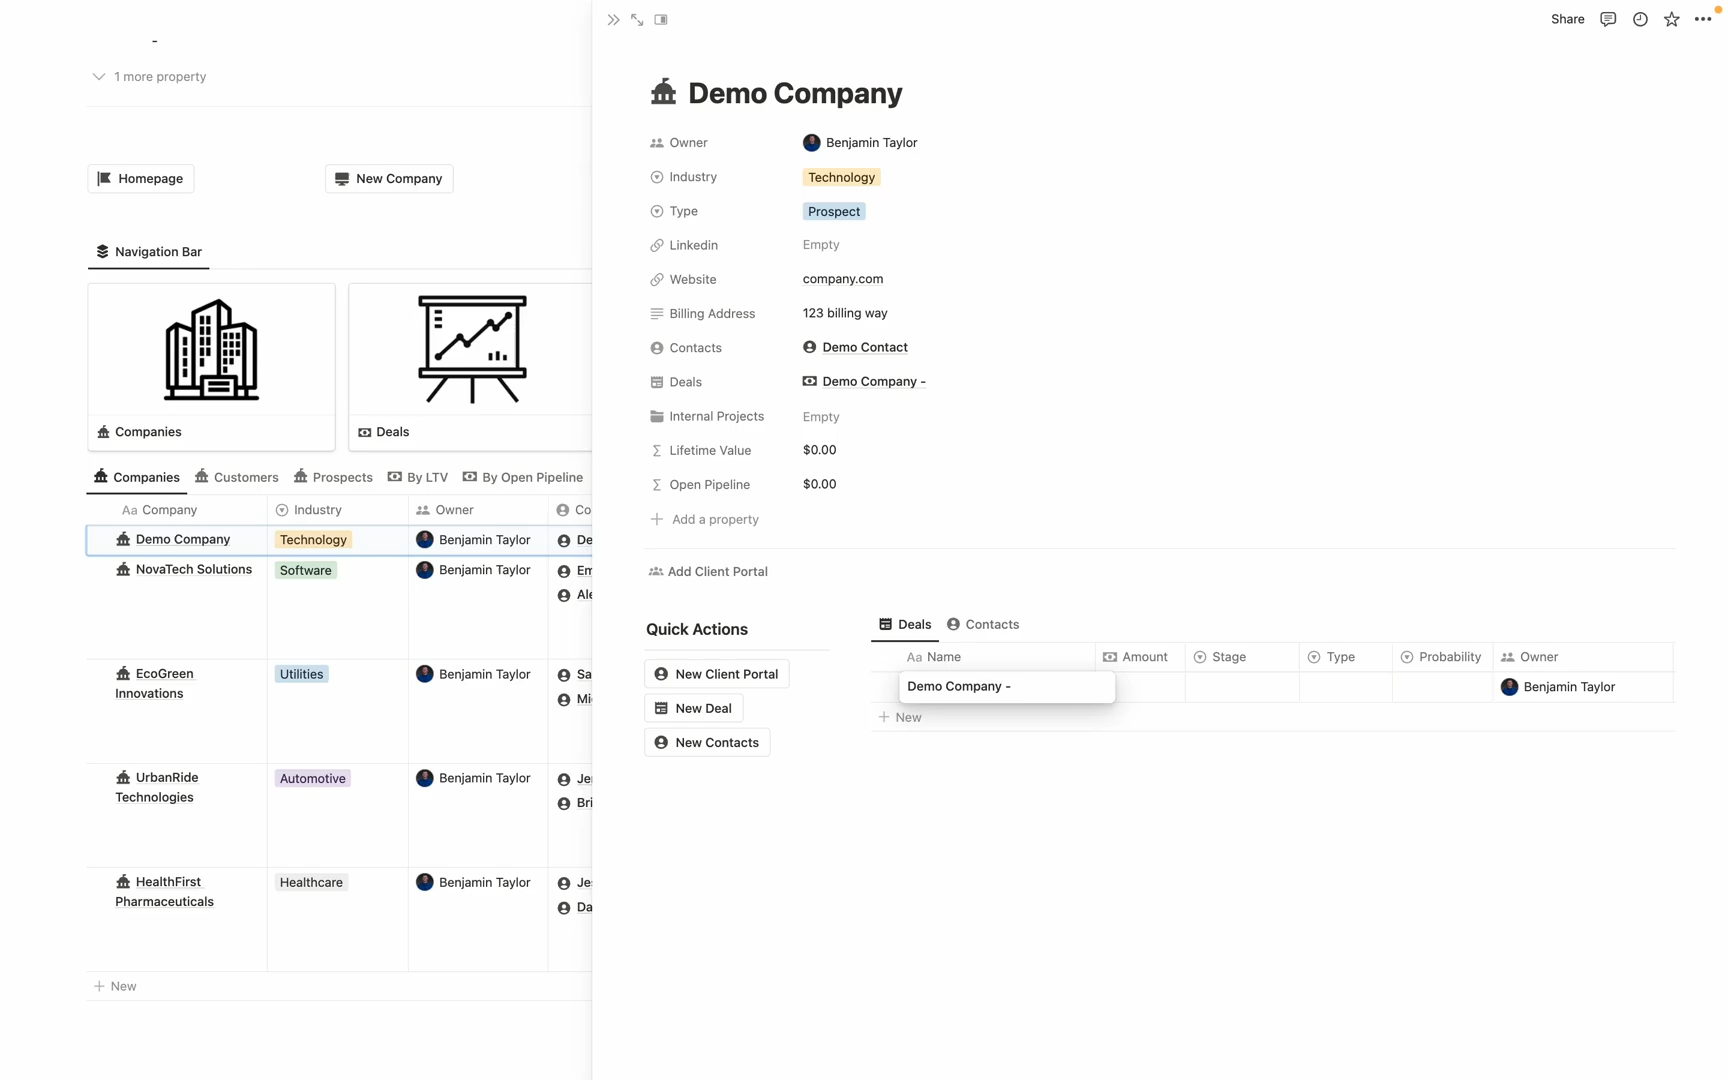 -
1 more property
Homepage
New Company
Navigation Bar
Companies
Deals
Companies Customers Prospects By LTV By Open Pipeline
Aa Company Industry Owner Co
Demo Company Technology Benjamin Taylor De
NovaTech Solutions Software Benjamin Taylor Em
Ale
EcoGreen Innovations Utilities Benjamin Taylor Sa
Mi
UrbanRide Technologies Automotive Benjamin Taylor Je
Bri
HealthFirst Pharmaceuticals Healthcare Benjamin Taylor Je
Da
+ New
Share
Demo Company
Owner Benjamin Taylor
Industry Technology
Type Prospect
Linkedin Empty
Website company.com
Billing Address 123 billing way
Contacts Demo Contact
Deals Demo Company -
Internal Projects Empty
Σ Lifetime Value $0.00
Σ Open Pipeline $0.00
+ Add a property
Add Client Portal
Quick Actions
New Client Portal
New Deal
New Contacts
Deals Contacts
Aa Name Amount Stage Type Probability Owner
Demo Company - Benjamin Taylor
+ New